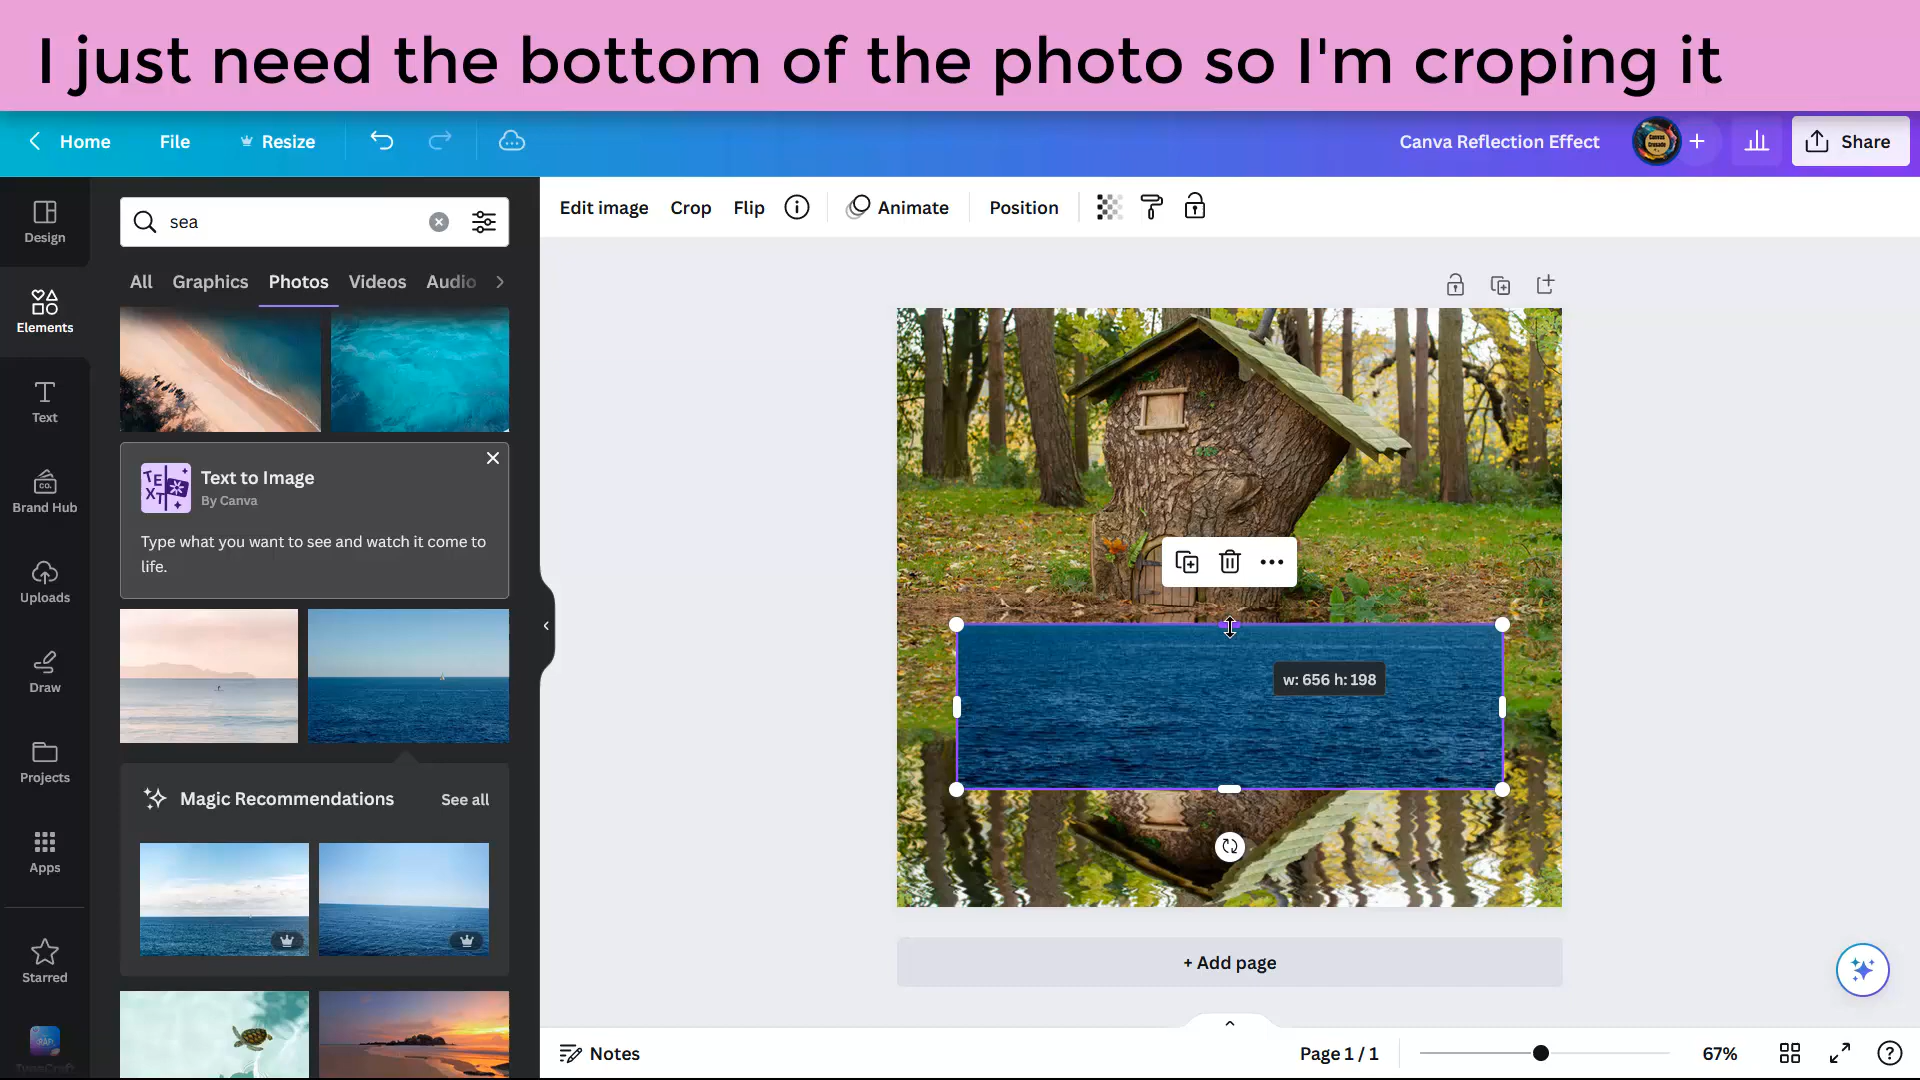 I just need the bottom of the photo so I'm croping it
Home File Resize Canva Reflection Effect Share
sea
Edit image Crop Flip Animate Position
All Graphics Photos Videos Audio
Design
Elements
Text
Brand Hub
Uploads
Draw
Projects
Apps
Starred
CO.
TEXT
Text to Image
By Canva
Type what you want to see and watch it come to
life.
Magic Recommendations See all
w: 656 h: 198
+ Add page
Notes Page 1 / 1 67%